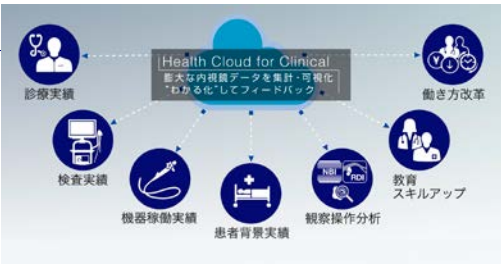 Health Cloud for Clinical
膨大な内視鏡データを集計・可視化
"わかる化"してフィードバック
診療実績
働き方改革
検査実績
教育
スキルアップ
機器稼働実績
NBI
RDI
観察操作分析
患者背景実績